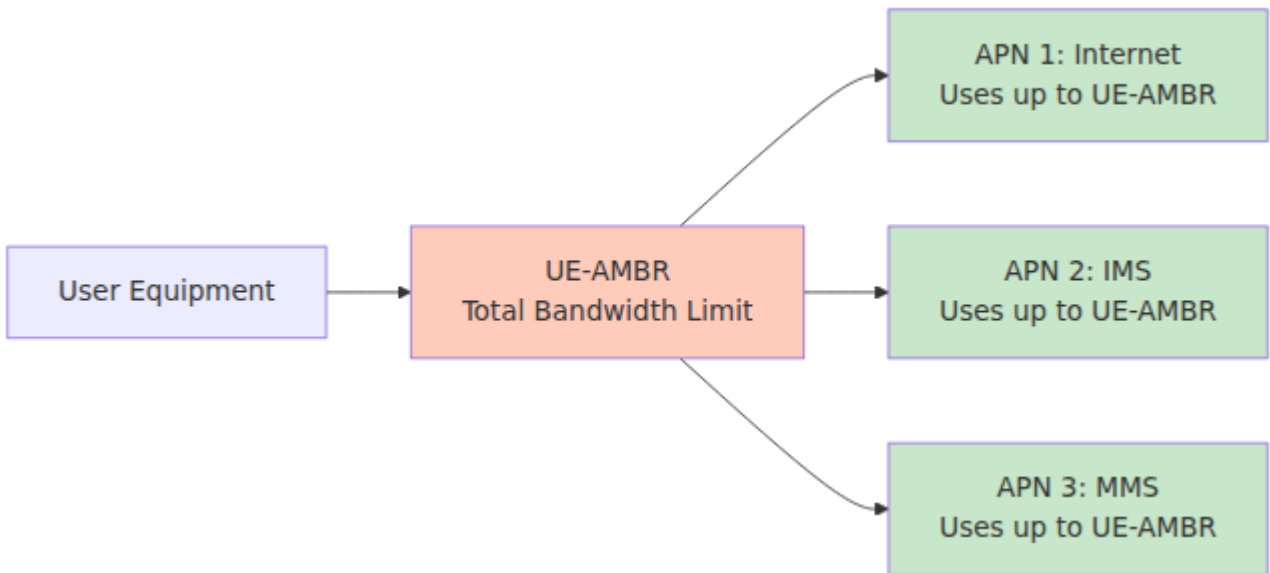 User Equipment
UE-AMBR
Total Bandwidth Limit
APN 1: Internet
Uses up to UE-AMBR
APN 2: IMS
Uses up to UE-AMBR
APN 3: MMS
Uses up to UE-AMBR